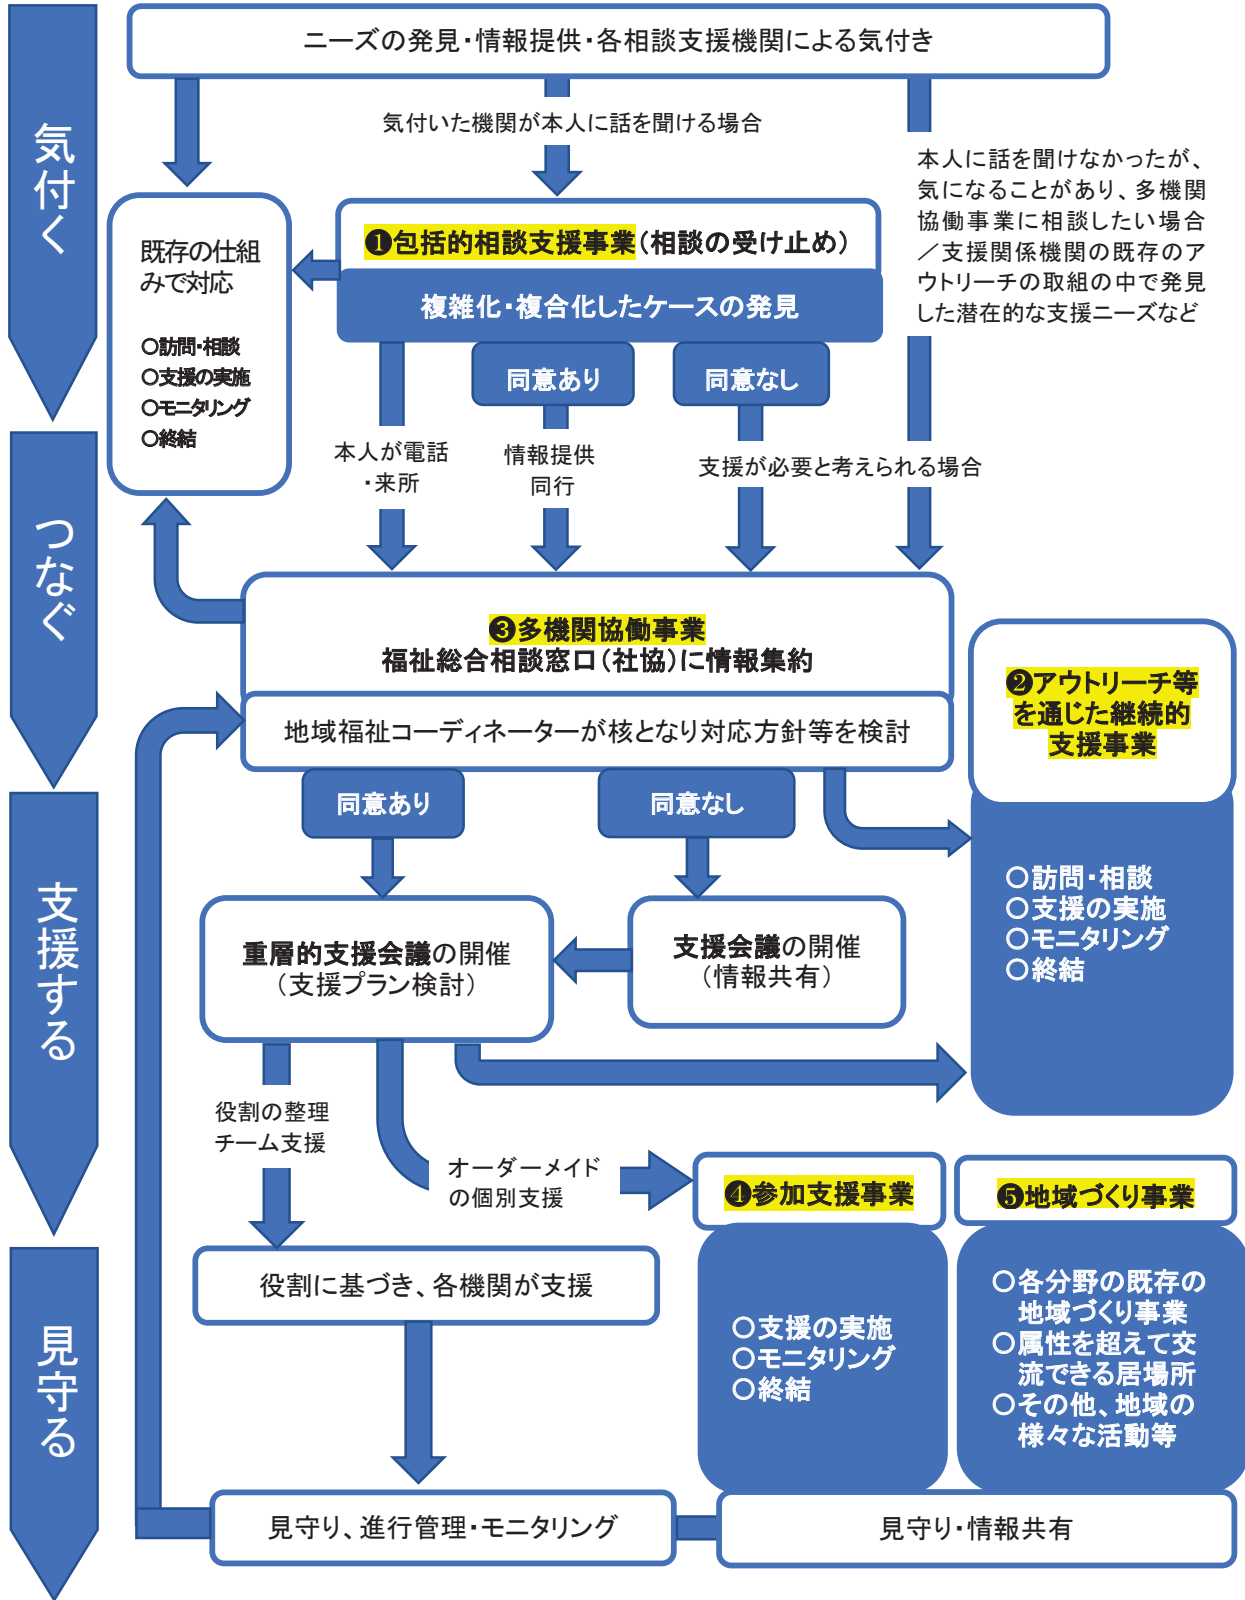 気付く
つなぐ
支援する
見守る
ニーズの発見・情報提供・各相談支援機関による気付き
気付いた機関が本人に話を聞ける場合
本人に話を聞けなかったが、
気になることがあり、多機関
協働事業に相談したい場合
／支援関係機関の既存のア
ウトリーチの取組の中で発見
した潜在的な支援ニーズなど
既存の仕組
みで対応
○訪問・相談
○支援の実施
○モニタリング
○終結
❶包括的相談支援事業（相談の受け止め）
複雑化・複合化したケースの発見
同意あり
同意なし
本人が電話
・来所
情報提供
同行
支援が必要と考えられる場合
❸多機関協働事業
福祉総合相談窓口（社協）に情報集約
地域福祉コーディネーターが核となり対応方針等を検討
同意あり
同意なし
❷アウトリーチ等
を通じた継続的
支援事業
○訪問・相談
○支援の実施
○モニタリング
○終結
重層的支援会議の開催
（支援プラン検討）
支援会議の開催
（情報共有）
役割の整理
チーム支援
オーダーメイド
の個別支援
❹参加支援事業
❺地域づくり事業
役割に基づき、各機関が支援
○支援の実施
○モニタリング
○終結
○各分野の既存の
地域づくり事業
○属性を超えて交
流できる居場所
○その他、地域の
様々な活動等
見守り、進行管理・モニタリング
見守り・情報共有